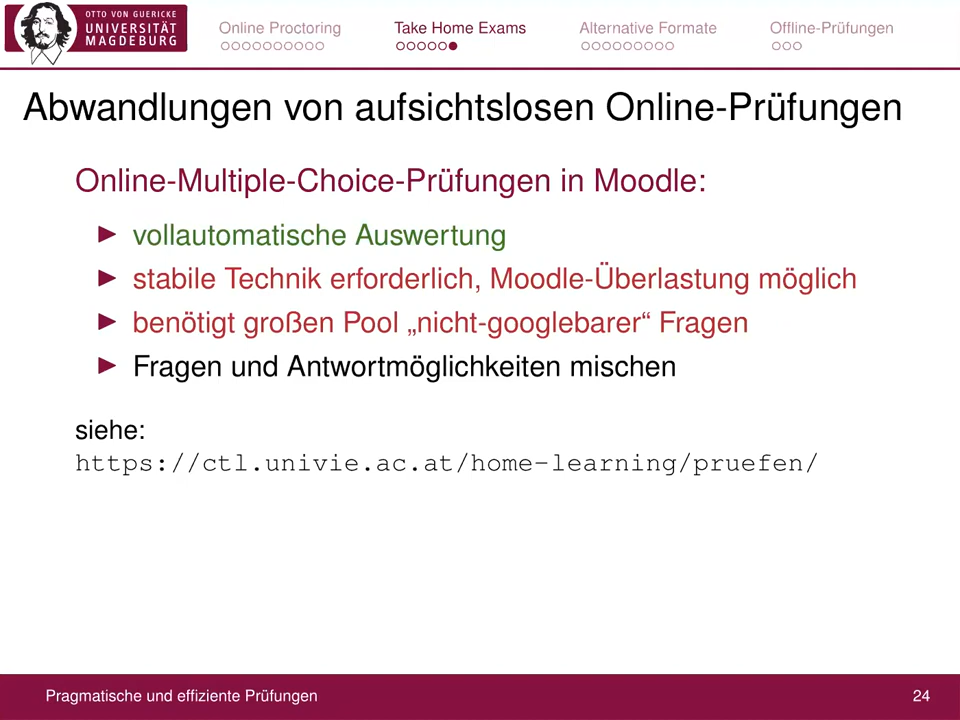 OTTO VON GUERICKE
UNIVERSITÄT
MAGDEBURG
Online Proctoring
Take Home Exams
Alternative Formate
Offline-Prüfungen
Abwandlungen von aufsichtslosen Online-Prüfungen
Online-Multiple-Choice-Prüfungen in Moodle:
vollautomatische Auswertung
stabile Technik erforderlich, Moodle-Überlastung möglich
benötigt großen Pool „nicht-googlebarer“ Fragen
Fragen und Antwortmöglichkeiten mischen
siehe:
https://ctl.univie.ac.at/home-learning/pruefen/
Pragmatische und effiziente Prüfungen
24